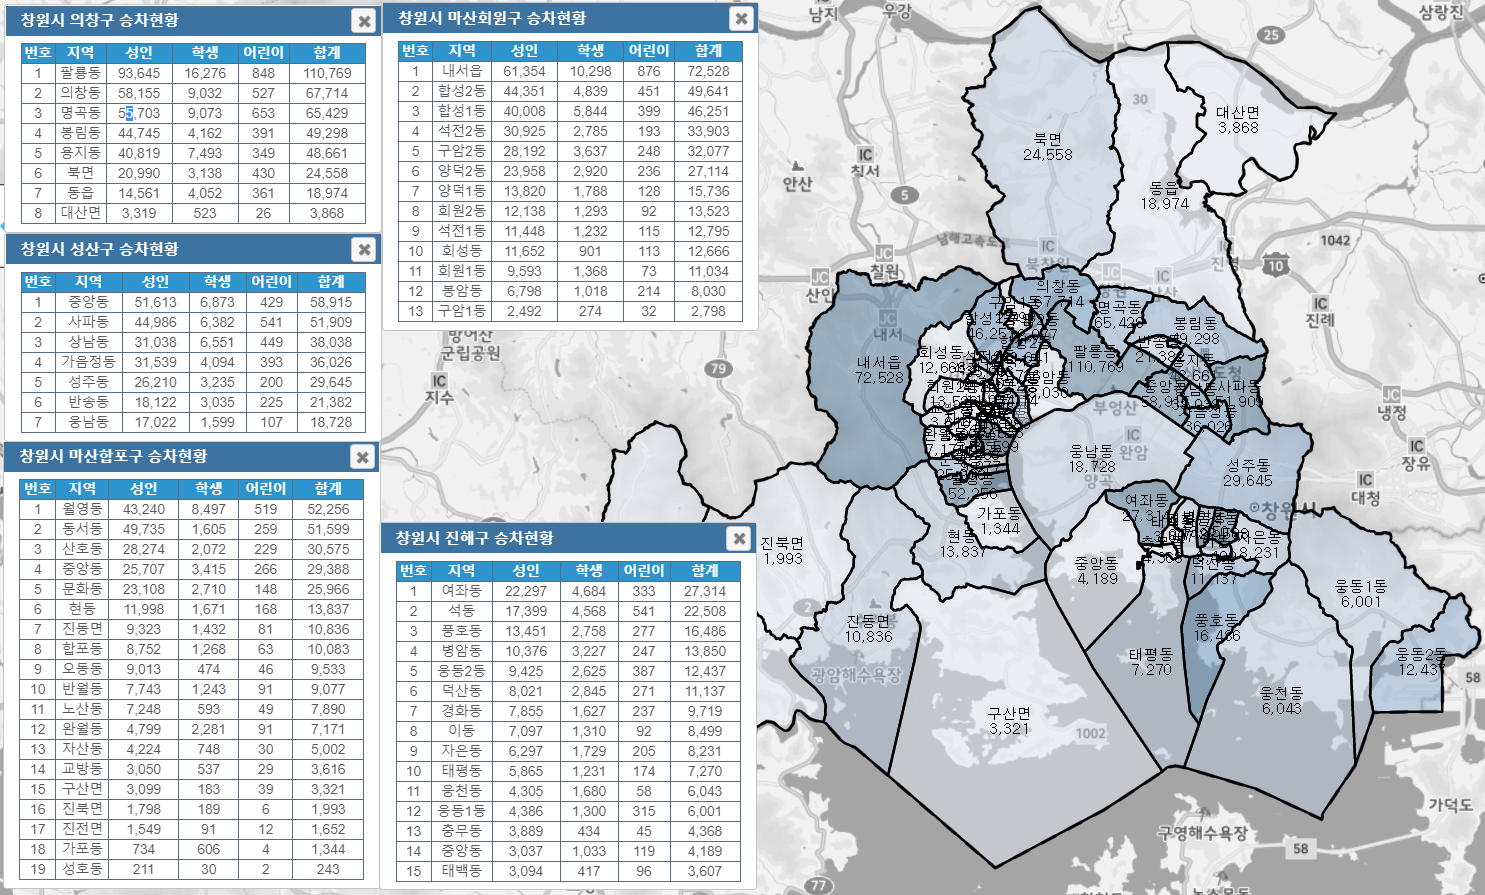 창원시 의창구 승차현황
번호 지역 성인 학생 어린이 합계
1 팔룡동 93,645 16,276 848 110,769
2 의창동 58,155 9,032 527 67,714
3 명곡동 55,703 9,073 653 65,429
4 봉림동 44,745 4,162 391 49,298
5 용지동 40,819 7,493 349 48,661
6 북면 20,990 3,138 430 24,558
7 동읍 14,561 4,052 361 18,974
8 대산면 3,319 523 26 3,868
창원시 성산구 승차현황
번호 지역 성인 학생 어린이 합계
1 중앙동 51,613 6,873 429 58,915
2 사파동 44,986 6,382 541 51,909
3 상남동 31,038 6,551 449 38,038
4 가음정동 31,539 4,094 393 36,026
5 성주동 26,210 3,235 200 29,645
6 반송동 18,122 3,035 225 21,382
7 웅남동 17,022 1,599 107 18,728
창원시 마산합포구 승차현황
번호 지역 성인 학생 어린이 합계
1 월영동 43,240 8,497 519 52,256
2 동서동 49,735 1,605 259 51,599
3 산호동 28,274 2,072 229 30,575
4 중앙동 25,707 3,415 266 29,388
5 문화동 23,108 2,710 148 25,966
6 현동 11,998 1,671 168 13,837
7 진동면 9,323 1,432 81 10,836
8 합포동 8,752 1,268 63 10,083
9 오동동 9,013 474 46 9,533
10 반월동 7,743 1,243 91 9,077
11 노산동 7,248 593 49 7,890
12 완월동 4,799 2,281 91 7,171
13 자산동 4,224 748 30 5,002
14 교방동 3,050 537 29 3,616
15 구산면 3,099 183 39 3,321
16 진북면 1,798 189 6 1,993
17 진전면 1,549 91 12 1,652
18 가포동 734 606 4 1,344
19 성호동 211 30 2 243
창원시 마산회원구 승차현황
번호 지역 성인 학생 어린이 합계
1 내서읍 61,354 10,298 876 72,528
2 합성2동 44,351 4,839 451 49,641
3 합성1동 40,008 5,844 399 46,251
4 석전2동 30,925 2,785 193 33,903
5 구암2동 28,192 3,637 248 32,077
6 양덕2동 23,958 2,920 236 27,114
7 양덕1동 13,820 1,788 128 15,736
8 회원2동 12,138 1,293 92 13,523
9 석전1동 11,448 1,232 115 12,795
10 회성동 11,652 901 113 12,666
11 회원1동 9,593 1,368 73 11,034
12 봉암동 6,798 1,018 214 8,030
13 구암1동 2,492 274 32 2,798
창원시 진해구 승차현황
번호 지역 성인 학생 어린이 합계
1 여좌동 22,297 4,684 333 27,314
2 석동 17,399 4,568 541 22,508
3 풍호동 13,451 2,758 277 16,486
4 병암동 10,376 3,227 247 13,850
5 웅동2동 9,425 2,625 387 12,437
6 덕산동 8,021 2,845 271 11,137
7 경화동 7,855 1,627 237 9,719
8 이동 7,097 1,310 92 8,499
9 자은동 6,297 1,729 205 8,231
10 태평동 5,865 1,231 174 7,270
11 웅천동 4,305 1,680 58 6,043
12 웅동1동 4,386 1,300 315 6,001
13 충무동 3,889 434 45 4,368
14 중앙동 3,037 1,033 119 4,189
15 태백동 3,094 417 96 3,607
남지
우강
삼랑진
25
30
대산면
3,868
북면
24,558
IC
칠서
안산
5
동읍
18,974
남해고속도
IC
북창원
1042
JC
칠원
JC
산인
10
IC
진례
의창동
67,714
명곡동
65,429
봉림동
49,298
JC
내서
방어산
군립공원
내서읍
72,528
회성동
팔룡동
110,769
79
IC
지수
부엉산
JC
냉정
36,026
웅남동
18,728
IC
완암
양곡
성주동
29,645
IC
장유
IC
대청
창원시
52,256
가포동
1,344
여좌동
27,314
진북면
1,993
현동
13,837
중앙동
4,189
8,231
덕산동
11,137
웅동1동
6,001
2
진동면
10,836
풍호동
16,486
광암해수욕장
태평동
7,270
웅동2동
12,437
58
웅천동
6,043
구산면
3,321
1002
가덕도
구영해수욕장
58
77